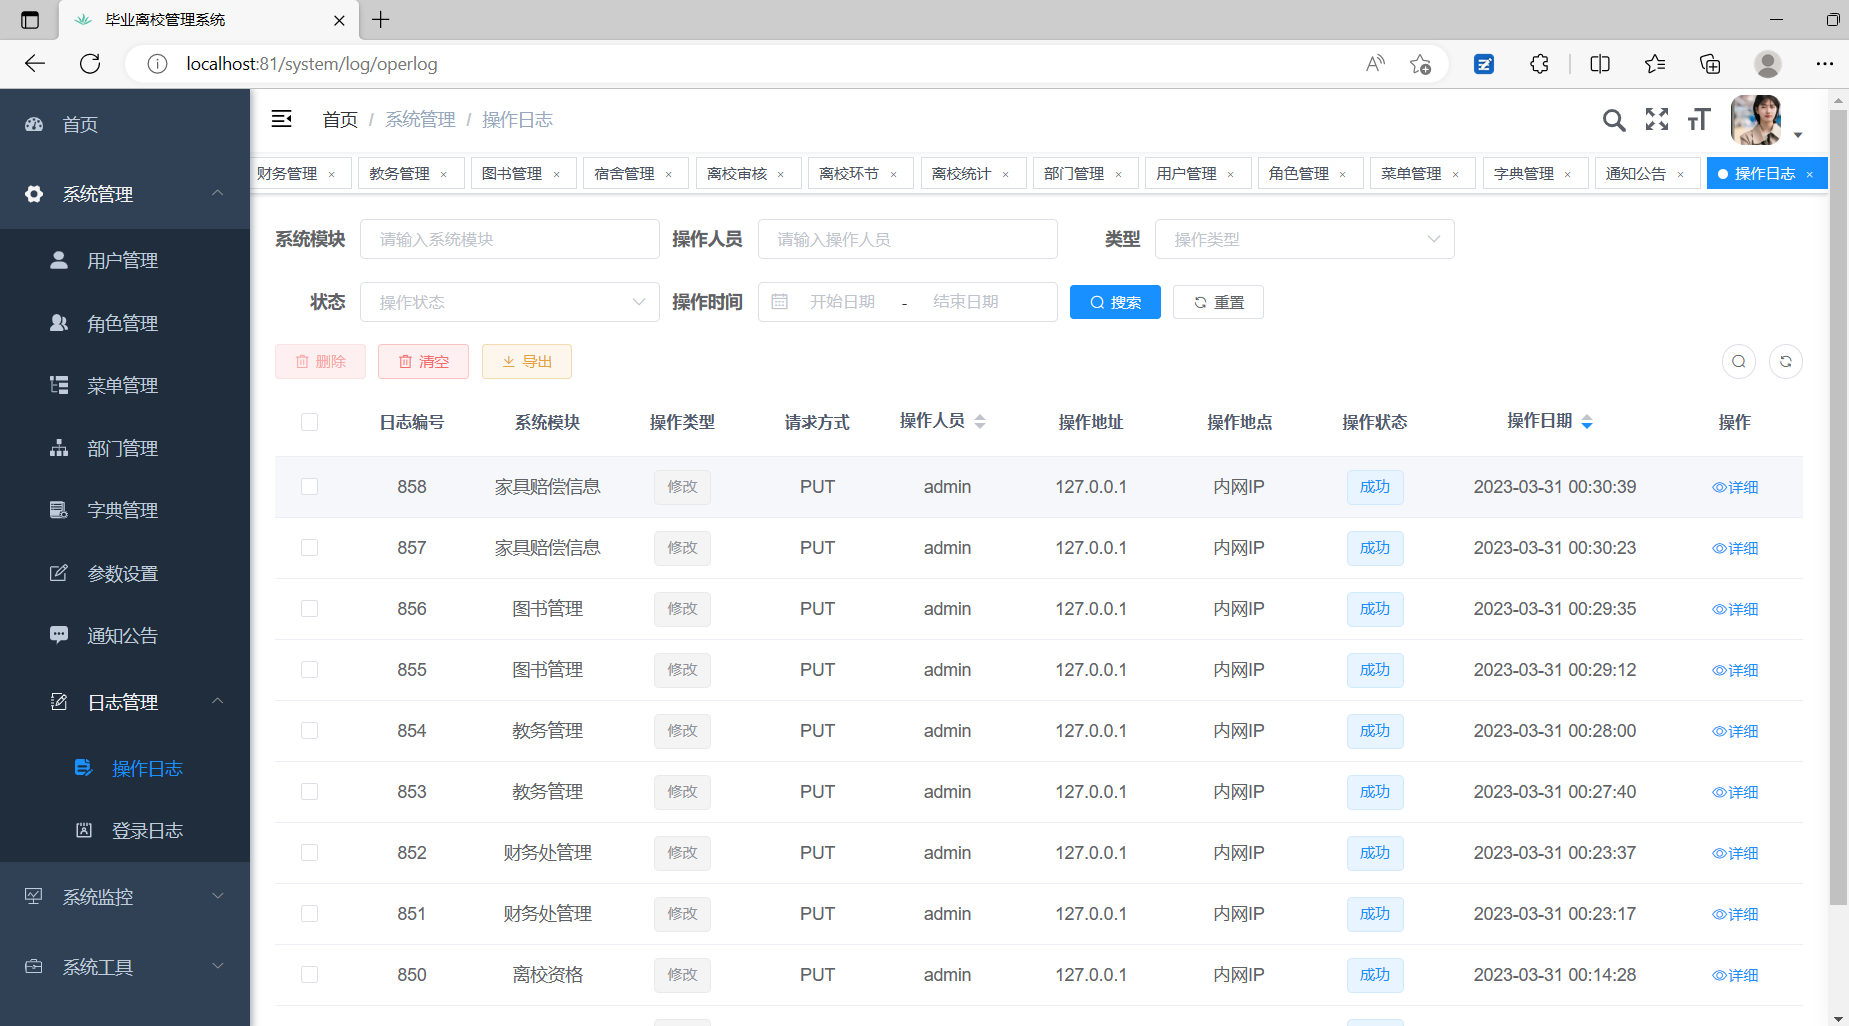 毕业离校管理系统
localhost:81/system/log/operlog
首页
系统管理
用户管理
角色管理
菜单管理
部门管理
字典管理
参数设置
通知公告
日志管理
操作日志
登录日志
系统监控
系统工具
首页 / 系统管理 / 操作日志
财务管理 × 教务管理 × 图书管理 × 宿舍管理 × 离校审核 × 离校环节 × 离校统计 × 部门管理 × 用户管理 × 角色管理 × 菜单管理 × 字典管理 × 通知公告 × 操作日志 ×
系统模块 请输入系统模块 操作人员 请输入操作人员 类型 操作类型
状态 操作状态 操作时间 开始日期 - 结束日期 搜索 重置
删除 清空 导出
日志编号 系统模块 操作类型 请求方式 操作人员 操作地址 操作地点 操作状态 操作日期 操作
858 家具赔偿信息 修改 PUT admin 127.0.0.1 内网IP 成功 2023-03-31 00:30:39 详细
857 家具赔偿信息 修改 PUT admin 127.0.0.1 内网IP 成功 2023-03-31 00:30:23 详细
856 图书管理 修改 PUT admin 127.0.0.1 内网IP 成功 2023-03-31 00:29:35 详细
855 图书管理 修改 PUT admin 127.0.0.1 内网IP 成功 2023-03-31 00:29:12 详细
854 教务管理 修改 PUT admin 127.0.0.1 内网IP 成功 2023-03-31 00:28:00 详细
853 教务管理 修改 PUT admin 127.0.0.1 内网IP 成功 2023-03-31 00:27:40 详细
852 财务处管理 修改 PUT admin 127.0.0.1 内网IP 成功 2023-03-31 00:23:37 详细
851 财务处管理 修改 PUT admin 127.0.0.1 内网IP 成功 2023-03-31 00:23:17 详细
850 离校资格 修改 PUT admin 127.0.0.1 内网IP 成功 2023-03-31 00:14:28 详细